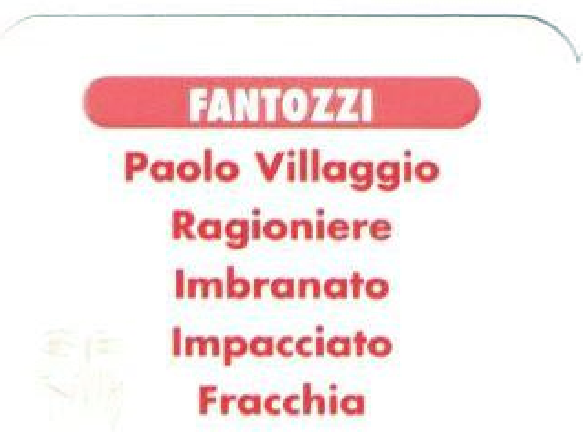 FANTOZZI
Paolo Villaggio
Ragioniere
Imbranato
Impacciato
Fracchia